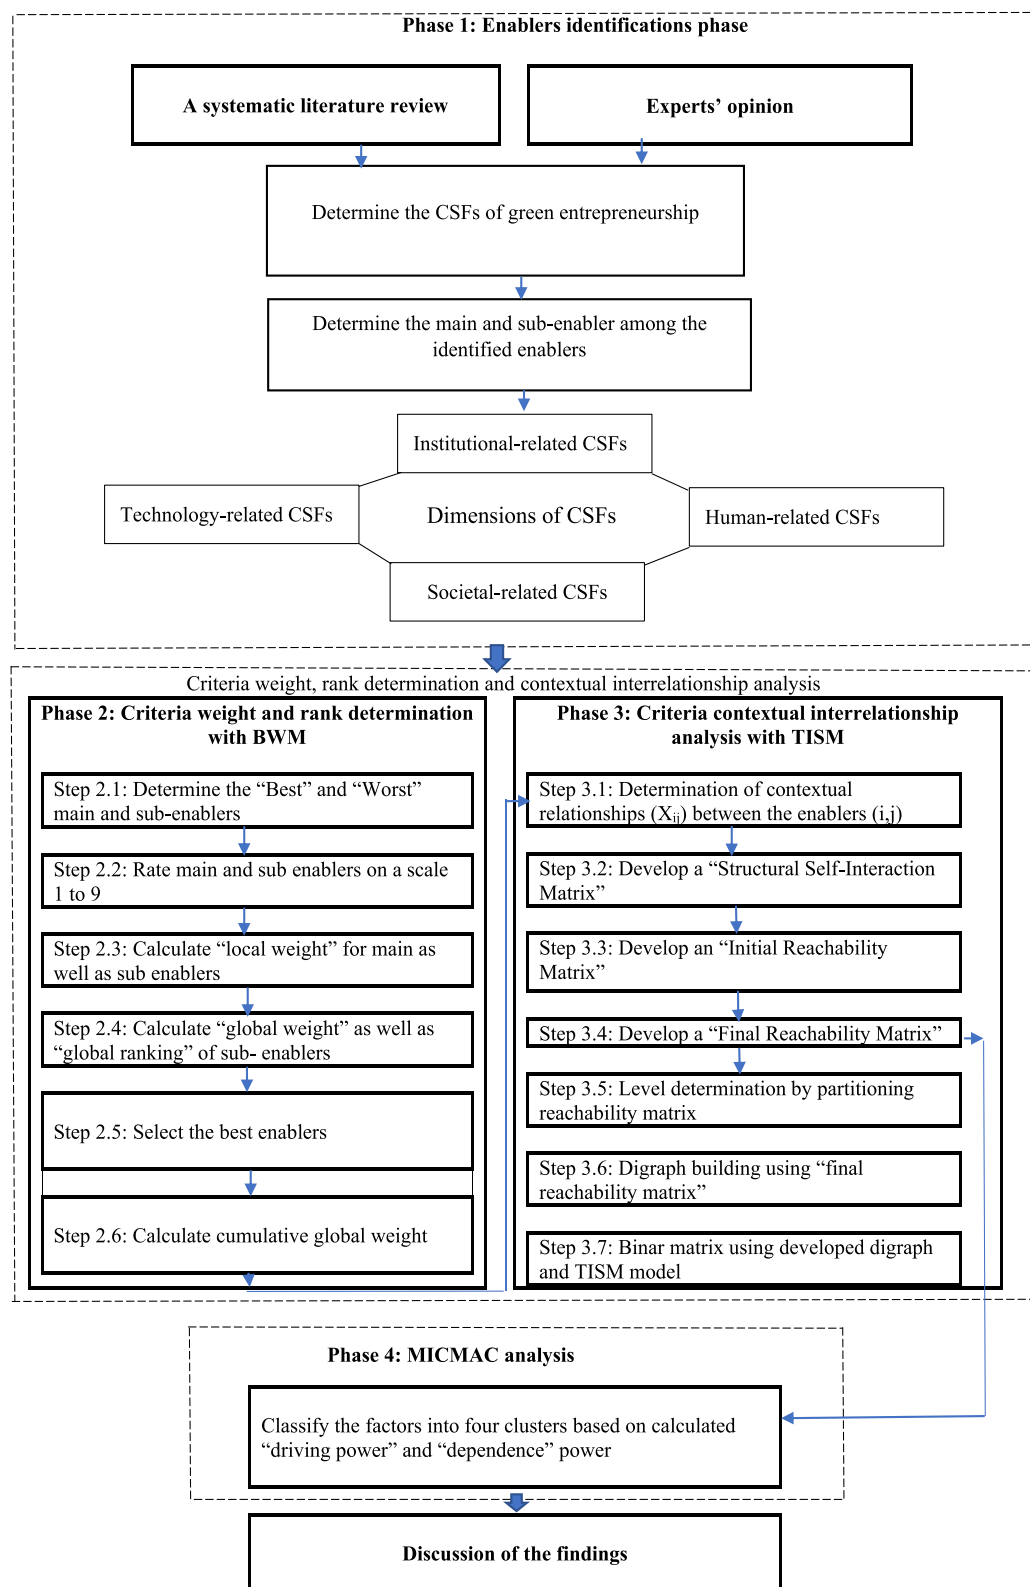 Phase 1: Enablers identifications phase
A systematic literature review
Experts’ opinion
Determine the CSFs of green entrepreneurship
Determine the main and sub-enabler among the
identified enablers
Institutional-related CSFs
Technology-related CSFs
Dimensions of CSFs
Human-related CSFs
Societal-related CSFs
Criteria weight, rank determination and contextual interrelationship analysis
Phase 2: Criteria weight and rank determination
with BWM
Step 2.1: Determine the “Best” and “Worst”
main and sub-enablers
Step 2.2: Rate main and sub enablers on a scale
1 to 9
Step 2.3: Calculate “local weight” for main as
well as sub enablers
Step 2.4: Calculate “global weight” as well as
“global ranking” of sub- enablers
Step 2.5: Select the best enablers
Step 2.6: Calculate cumulative global weight
Phase 3: Criteria contextual interrelationship
analysis with TISM
Step 3.1: Determination of contextual
relationships (Xij) between the enablers (i,j)
Step 3.2: Develop a “Structural Self-Interaction
Matrix”
Step 3.3: Develop an “Initial Reachability
Matrix”
Step 3.4: Develop a “Final Reachability Matrix”
Step 3.5: Level determination by partitioning
reachability matrix
Step 3.6: Digraph building using “final
reachability matrix”
Step 3.7: Binar matrix using developed digraph
and TISM model
Phase 4: MICMAC analysis
Classify the factors into four clusters based on calculated
“driving power” and “dependence” power
Discussion of the findings